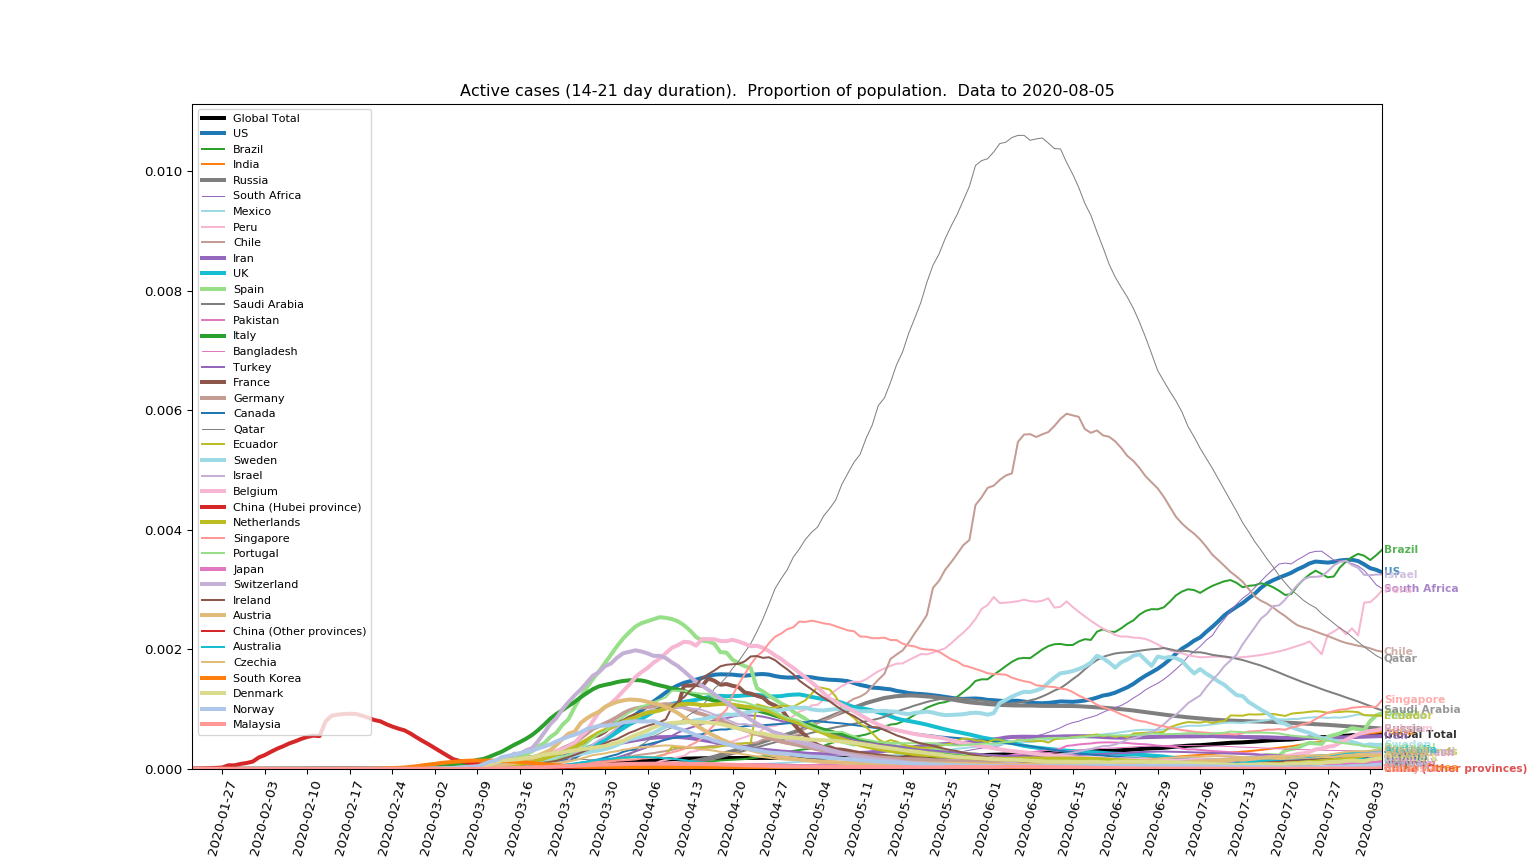 Active cases (14-21 day duration).  Proportion of population.  Data to 2020-08-05
Global Total
US
Brazil
India
Russia
South Africa
Mexico
Peru
Chile
Iran
UK
Spain
Saudi Arabia
Pakistan
Italy
Bangladesh
Turkey
France
Germany
Canada
Qatar
Ecuador
Sweden
Israel
Belgium
China (Hubei province)
Netherlands
Singapore
Portugal
Japan
Switzerland
Ireland
Austria
China (Other provinces)
Australia
Czechia
South Korea
Denmark
Norway
Malaysia
0.010
0.008
0.006
0.004
0.002
0.000
Brazil
US
Israel
South Africa
Chile
Qatar
Singapore
Saudi Arabia
Ecuador
Global Total
China (Other provinces)
2020-01-27
2020-02-03
2020-02-10
2020-02-17
2020-02-24
2020-03-02
2020-03-09
2020-03-16
2020-03-23
2020-03-30
2020-04-06
2020-04-13
2020-04-20
2020-04-27
2020-05-04
2020-05-11
2020-05-18
2020-05-25
2020-06-01
2020-06-08
2020-06-15
2020-06-22
2020-06-29
2020-07-06
2020-07-13
2020-07-20
2020-07-27
2020-08-03